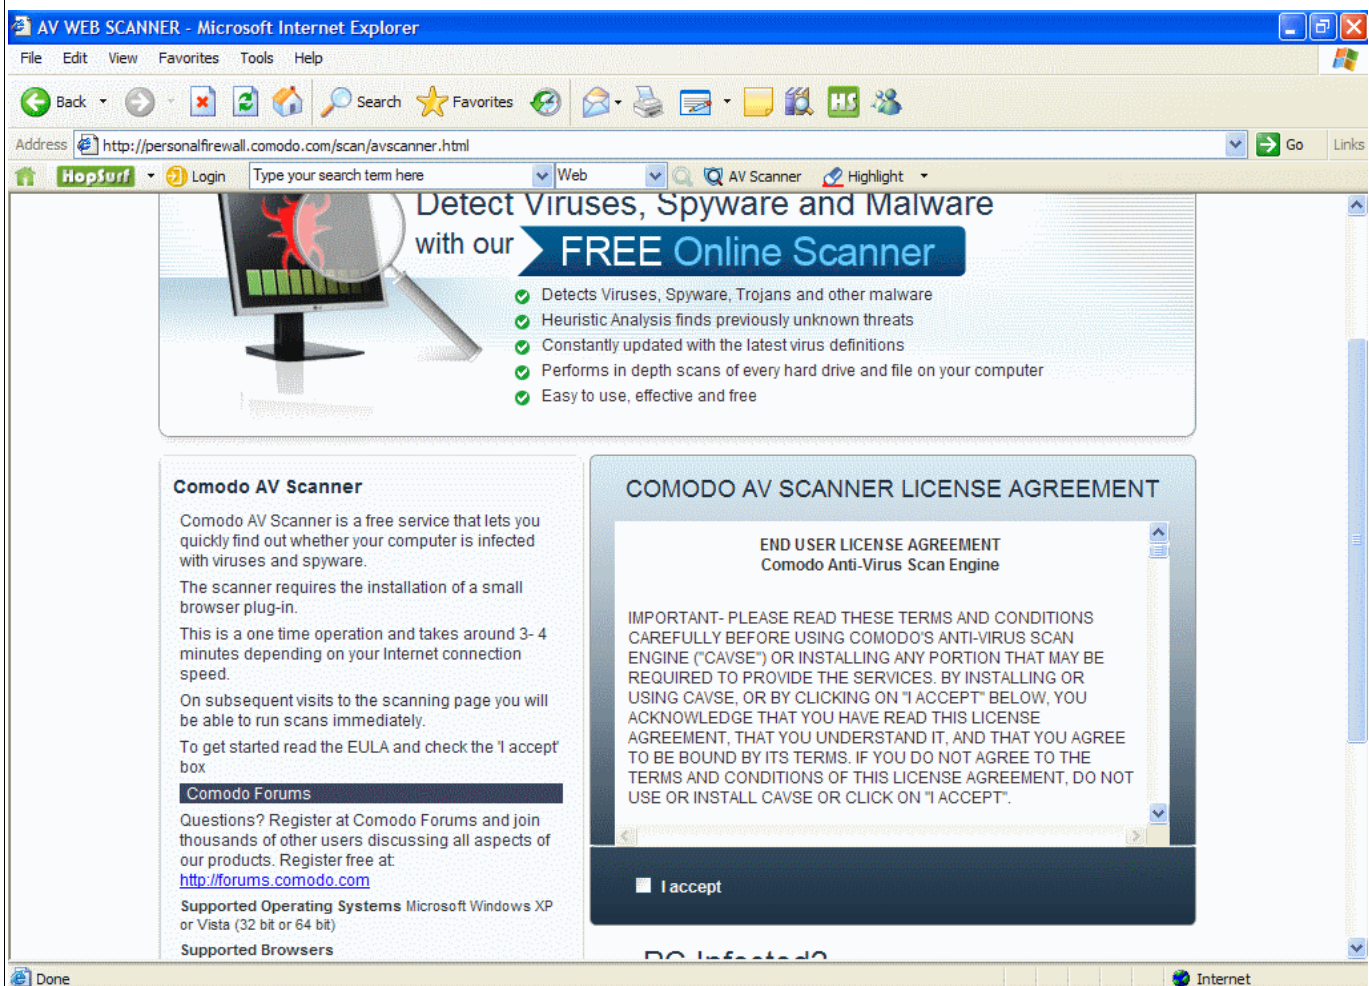 AV WEB SCANNER - Microsoft Internet Explorer
File Edit View Favorites Tools Help
Back Search Favorites HS
Address http://personalfirewall.comodo.com/scan/avscanner.html Go Links
HopSurf Login Type your search term here Web AV Scanner Highlight
Detect Viruses, Spyware and Malware
with our FREE Online Scanner
Detects Viruses, Spyware, Trojans and other malware
Heuristic Analysis finds previously unknown threats
Constantly updated with the latest virus definitions
Performs in depth scans of every hard drive and file on your computer
Easy to use, effective and free
Comodo AV Scanner
Comodo AV Scanner is a free service that lets you
quickly find out whether your computer is infected
with viruses and spyware.
The scanner requires the installation of a small
browser plug-in.
This is a one time operation and takes around 3- 4
minutes depending on your Internet connection
speed.
On subsequent visits to the scanning page you will
be able to run scans immediately.
To get started read the EULA and check the 'I accept'
box
Comodo Forums
Questions? Register at Comodo Forums and join
thousands of other users discussing all aspects of
our products. Register free at:
http://forums.comodo.com
Supported Operating Systems Microsoft Windows XP
or Vista (32 bit or 64 bit)
Supported Browsers
COMODO AV SCANNER LICENSE AGREEMENT
END USER LICENSE AGREEMENT
Comodo Anti-Virus Scan Engine
IMPORTANT- PLEASE READ THESE TERMS AND CONDITIONS
CAREFULLY BEFORE USING COMODO'S ANTI-VIRUS SCAN
ENGINE ("CAVSE") OR INSTALLING ANY PORTION THAT MAY BE
REQUIRED TO PROVIDE THE SERVICES. BY INSTALLING OR
USING CAVSE, OR BY CLICKING ON "I ACCEPT" BELOW, YOU
ACKNOWLEDGE THAT YOU HAVE READ THIS LICENSE
AGREEMENT, THAT YOU UNDERSTAND IT, AND THAT YOU AGREE
TO BE BOUND BY ITS TERMS. IF YOU DO NOT AGREE TO THE
TERMS AND CONDITIONS OF THIS LICENSE AGREEMENT, DO NOT
USE OR INSTALL CAVSE OR CLICK ON "I ACCEPT".
I accept
PC Infected?
Done Internet